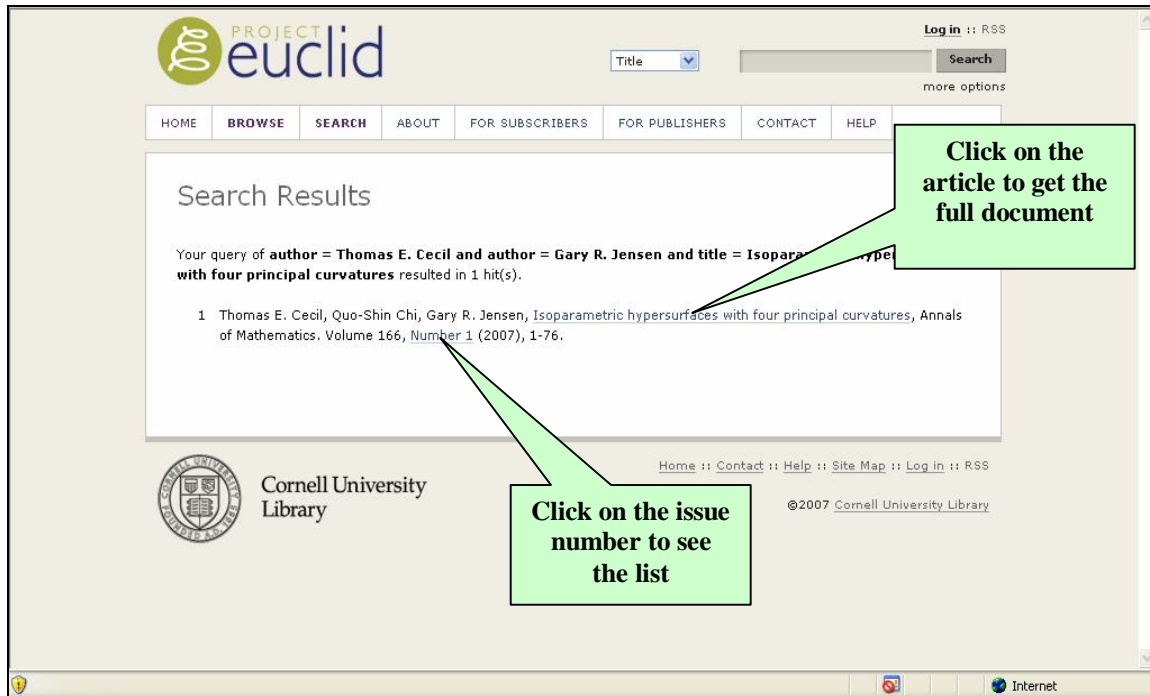 PROJECT
euclid
Log in :: RSS
Title
Search
more options
HOME BROWSE SEARCH ABOUT FOR SUBSCRIBERS FOR PUBLISHERS CONTACT HELP
Click on the
article to get the
full document
Search Results
Your query of author = Thomas E. Cecil and author = Gary R. Jensen and title =
with four principal curvatures resulted in 1 hit(s).
1 Thomas E. Cecil, Quo-Shin Chi, Gary R. Jensen, Isoparametric hypersurfaces with four principal curvatures, Annals
of Mathematics. Volume 166, Number 1 (2007), 1-76.
Click on the issue
number to see
the list
Cornell University
Library
Home :: Contact :: Help :: Site Map :: Log in :: RSS
©2007 Cornell University Library
Internet